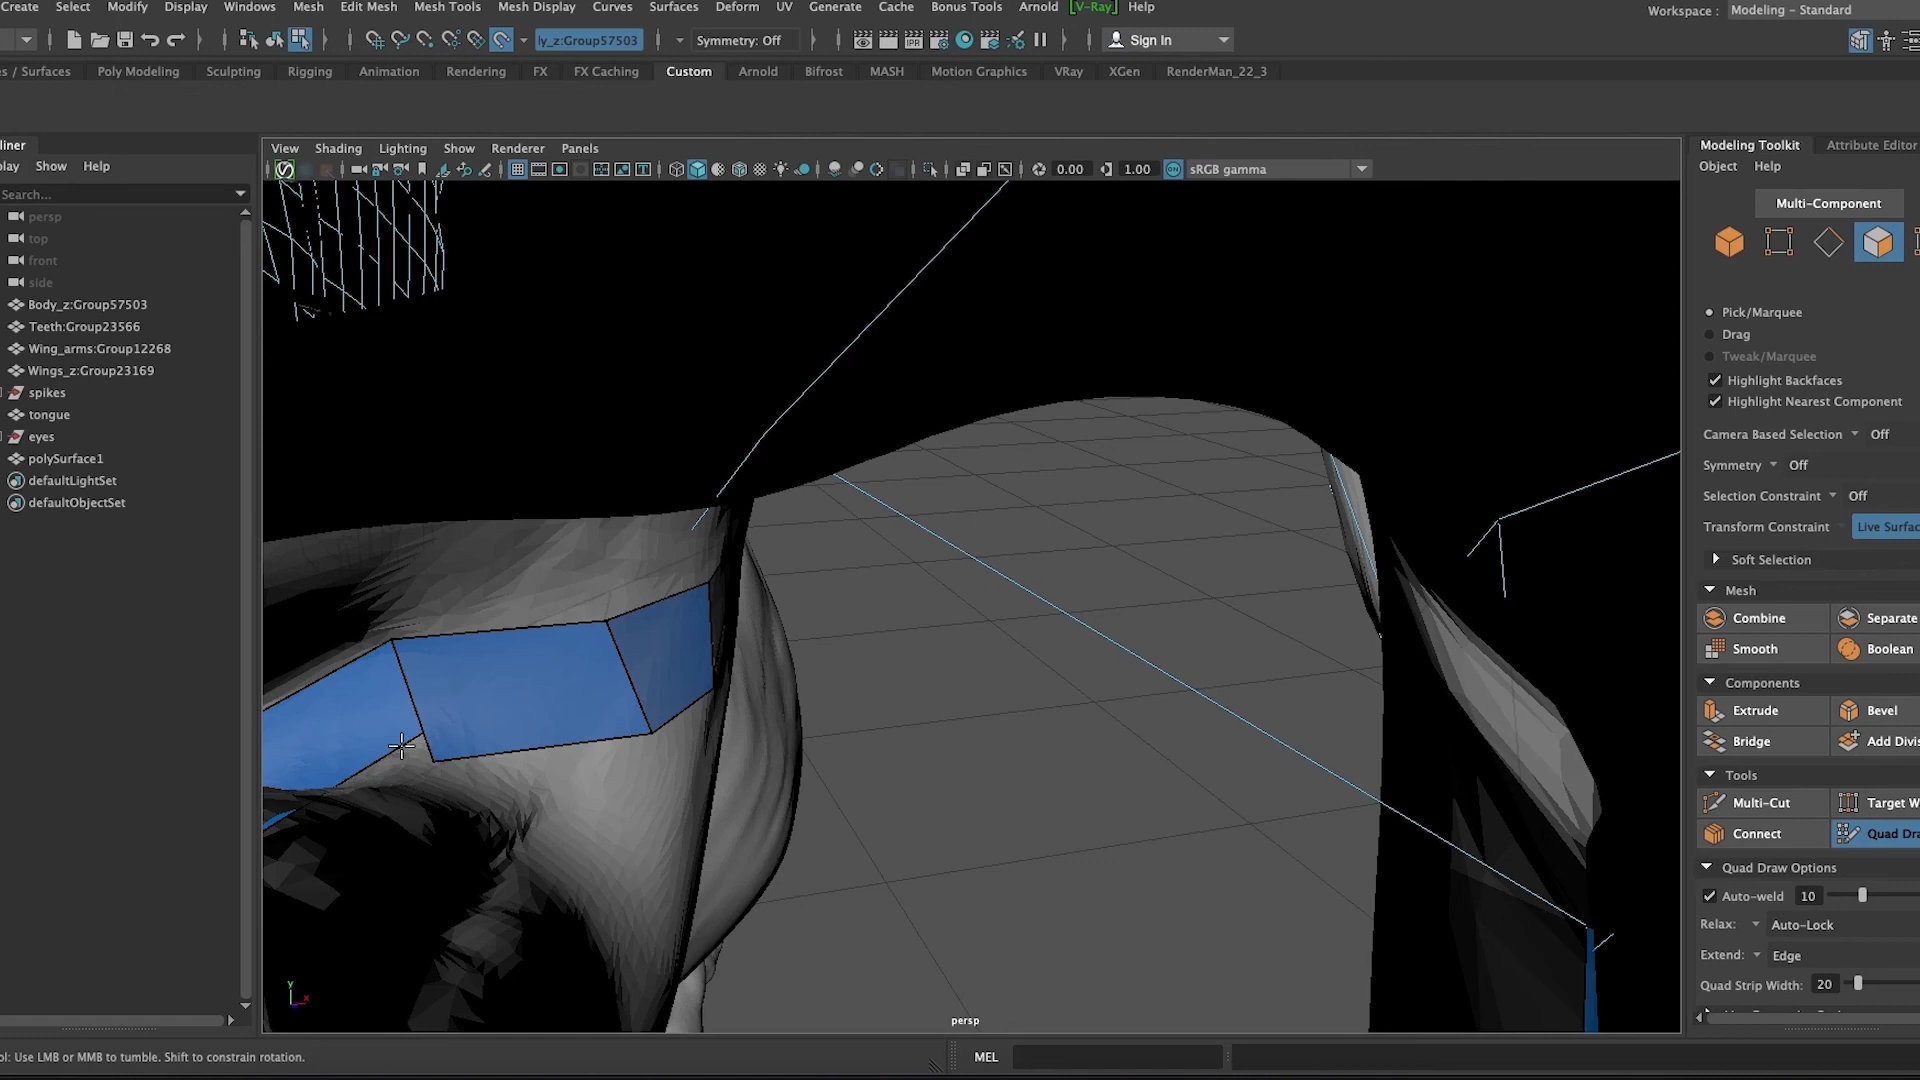 Create Select Modify Display Windows Mesh Edit Mesh Mesh Tools Mesh Display Curves Surfaces Deform UV Generate Cache Bonus Tools Arnold [V-Ray] Help
Workspace : Modeling - Standard
ly_z:Group57503 Symmetry: Off IPR Sign In
es / Surfaces Poly Modeling Sculpting Rigging Animation Rendering FX FX Caching Custom Arnold Bifrost MASH Motion Graphics VRay XGen RenderMan_22_3
liner
play Show Help
Search...
persp
top
front
side
Body_z:Group57503
Teeth:Group23566
Wing_arms:Group12268
Wings_z:Group23169
spikes
tongue
eyes
polySurface1
defaultLightSet
defaultObjectSet
View Shading Lighting Show Renderer Panels
0.00 1.00 ON sRGB gamma
y
x
persp
Modeling Toolkit Attribute Editor
Object Help
Multi-Component
Pick/Marquee
Drag
Tweak/Marquee
Highlight Backfaces
Highlight Nearest Component
Camera Based Selection Off
Symmetry Off
Selection Constraint Off
Transform Constraint Live Surfac
Soft Selection
Mesh
Combine Separate
Smooth Boolean
Components
Extrude Bevel
Bridge Add Divis
Tools
Multi-Cut Target W
Connect Quad Dra
Quad Draw Options
Auto-weld 10
Relax: Auto-Lock
Extend: Edge
Quad Strip Width: 20
ol: Use LMB or MMB to tumble. Shift to constrain rotation.
MEL